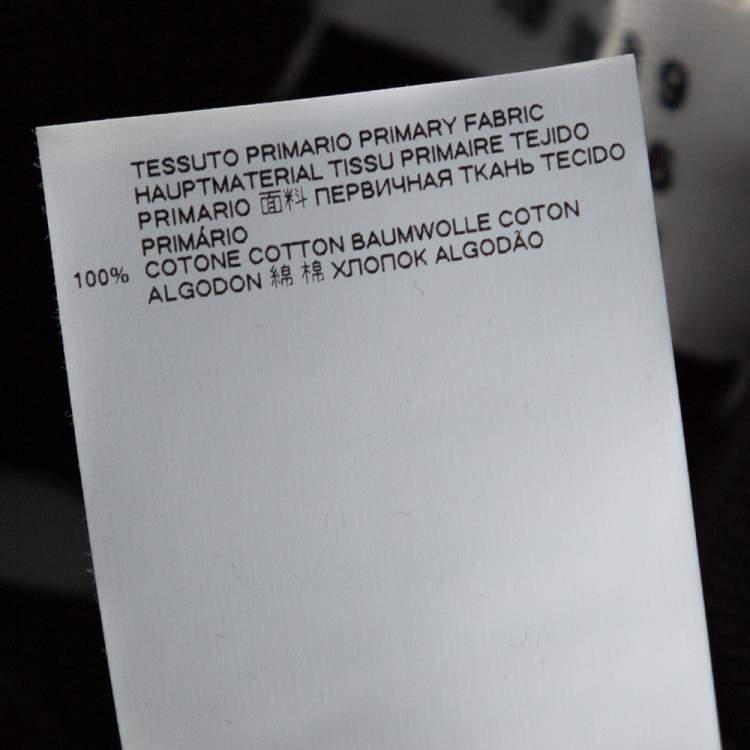 TESSUTO PRIMARIO PRIMARY FABRIC
HAUPTMATERIAL TISSU PRIMAIRE TEJIDO
PRIMARIO 面料 ПЕРВИЧНАЯ ТКАНЬ TECIDO
PRIMÁRIO
100% COTONE COTTON BAUMWOLLE COTON
ALGODON 綿 棉 ХЛОПОК ALGODÃO